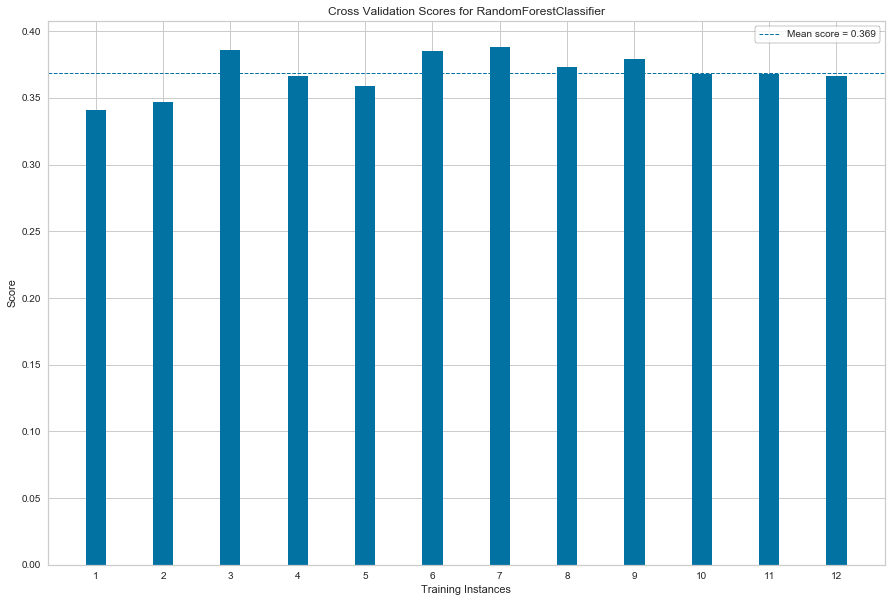 Cross Validation Scores for RandomForestClassifier
Mean score = 0.369
0.40
0.35
0.30
0.25
0.20
0.15
0.10
0.05
0.00
Score
1 2 3 4 5 6 7 8 9 10 11 12
Training Instances